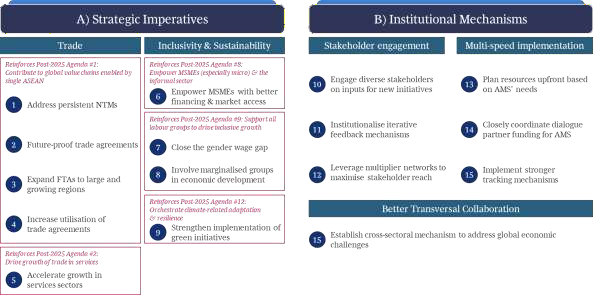 A) Strategic Imperatives
Trade
Reinforces Post-2025 Agenda #1:
Contribute to global value chains enabled by
single ASEAN
1 Address persistent NTMs
2 Future-proof trade agreements
3 Expand FTAs to large and
growing regions
4 Increase utilisation of
trade agreements
Reinforces Post-2025 Agenda #2:
Drive growth of trade in services
5 Accelerate growth in
services sectors
Inclusivity & Sustainability
Reinforces Post-2025 Agenda #8:
Empower MSMEs (especially micro) & the
informal sector
6 Empower MSMEs with better
financing & market access
Reinforces Post-2025 Agenda #9: Support all
labour groups to drive inclusive growth
7 Close the gender wage gap
8 Involve marginalised groups
in economic development
Reinforces Post-2025 Agenda #12:
Orchestrate climate-related adaptation
& resilience
9 Strengthen implementation of
green initiatives
B) Institutional Mechanisms
Stakeholder engagement
10 Engage diverse stakeholders
on inputs for new initiatives
11 Institutionalise iterative
feedback mechanisms
12 Leverage multiplier networks to
maximise stakeholder reach
Multi-speed implementation
13 Plan resources upfront based
on AMS' needs
14 Closely coordinate dialogue
partner funding for AMS
15 Implement stronger
tracking mechanisms
Better Transversal Collaboration
15 Establish cross-sectoral mechanism to address global economic
challenges